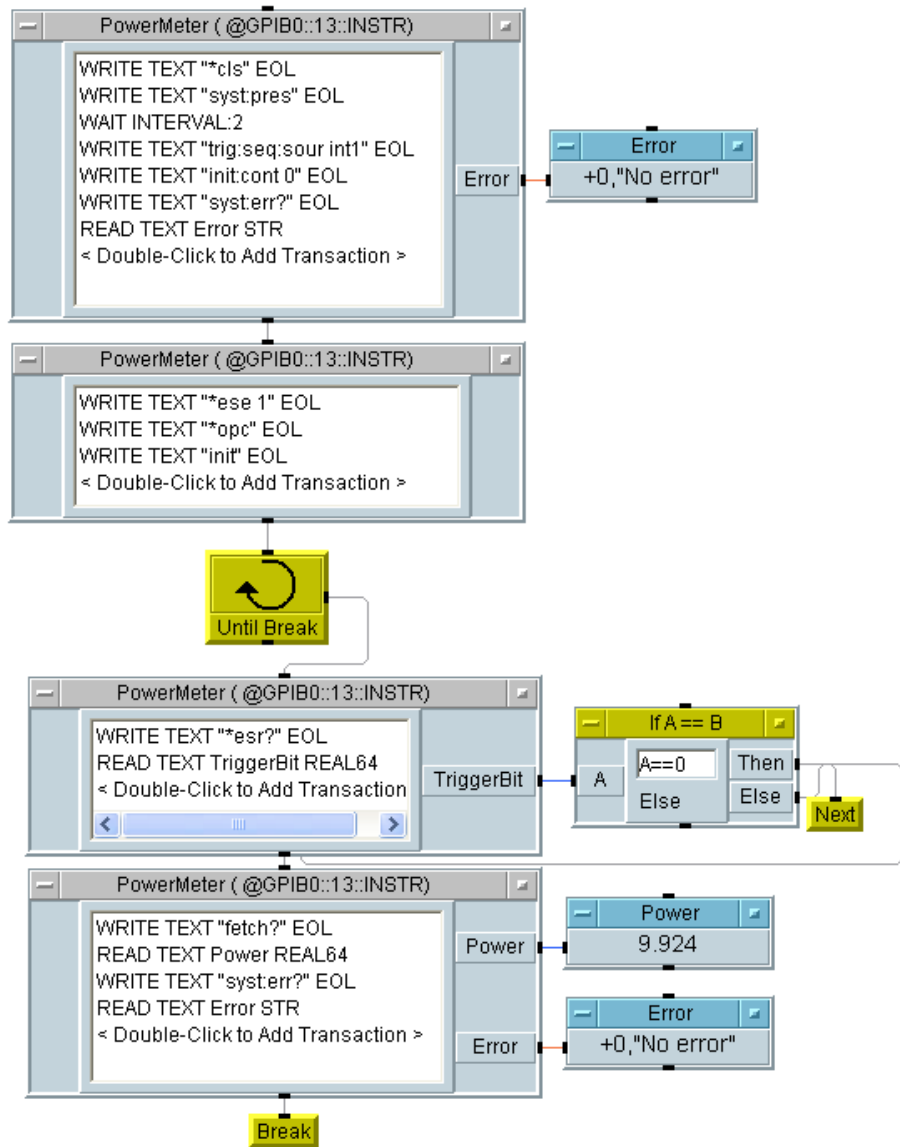 PowerMeter ( @GPIB0::13::INSTR)
WRITE TEXT "*cls" EOL
WRITE TEXT "syst:pres" EOL
WAIT INTERVAL:2
WRITE TEXT "trig:seq:sour int1" EOL
WRITE TEXT "init:cont 0" EOL
WRITE TEXT "syst:err?" EOL
READ TEXT Error STR
< Double-Click to Add Transaction >
Error
Error
+0,"No error"
PowerMeter ( @GPIB0::13::INSTR)
WRITE TEXT "*ese 1" EOL
WRITE TEXT "*opc" EOL
WRITE TEXT "init" EOL
< Double-Click to Add Transaction >
Until Break
PowerMeter ( @GPIB0::13::INSTR)
WRITE TEXT "*esr?" EOL
READ TEXT TriggerBit REAL64
< Double-Click to Add Transaction
TriggerBit
If A == B
A
A==0
Else
Then
Else
Next
PowerMeter ( @GPIB0::13::INSTR)
WRITE TEXT "fetch?" EOL
READ TEXT Power REAL64
WRITE TEXT "syst:err?" EOL
READ TEXT Error STR
< Double-Click to Add Transaction >
Power
Error
Power
9.924
Error
+0,"No error"
Break